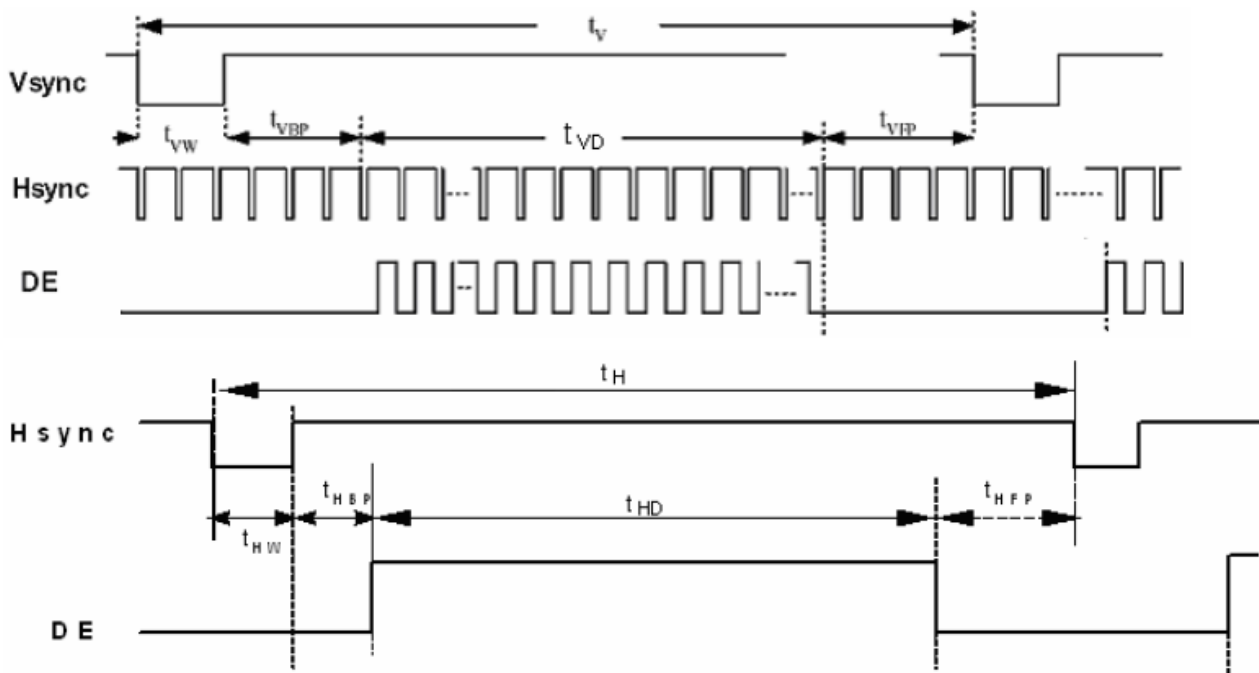 tV
Vsync
tVW
tVBP
tVD
tVFP
Hsync
DE
tH
Hsync
tHW
tHBP
tHD
tHFP
DE